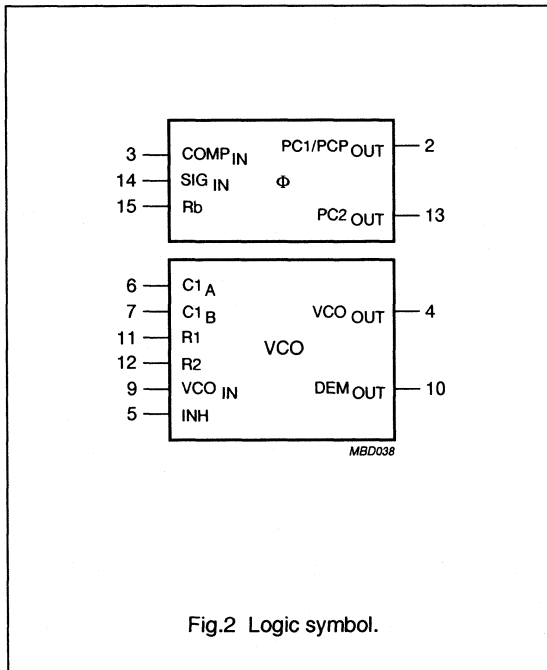 3 COMP IN PC1/PCP OUT 2
14 SIG IN Φ
15 Rb PC2 OUT 13
6 C1 A
7 C1 B VCO OUT 4
11 R1 VCO
12 R2
9 VCO IN DEM OUT 10
5 INH
MBD038
Fig.2 Logic symbol.